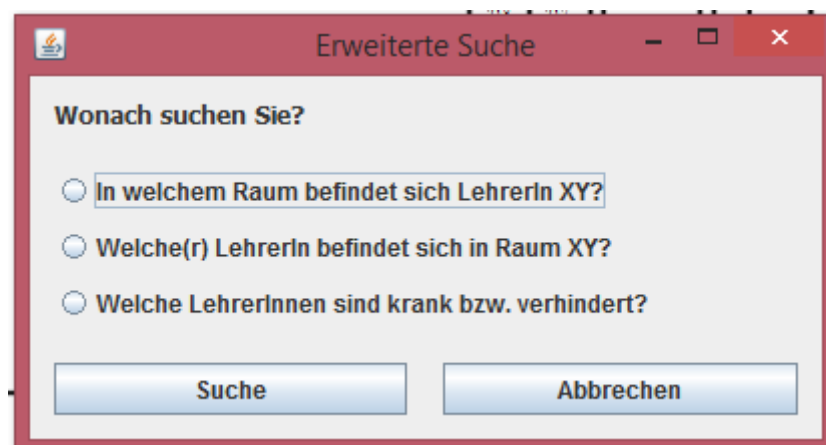 Erweiterte Suche
Wonach suchen Sie?
In welchem Raum befindet sich LehrerIn XY?
Welche(r) LehrerIn befindet sich in Raum XY?
Welche LehrerInnen sind krank bzw. verhindert?
Suche
Abbrechen